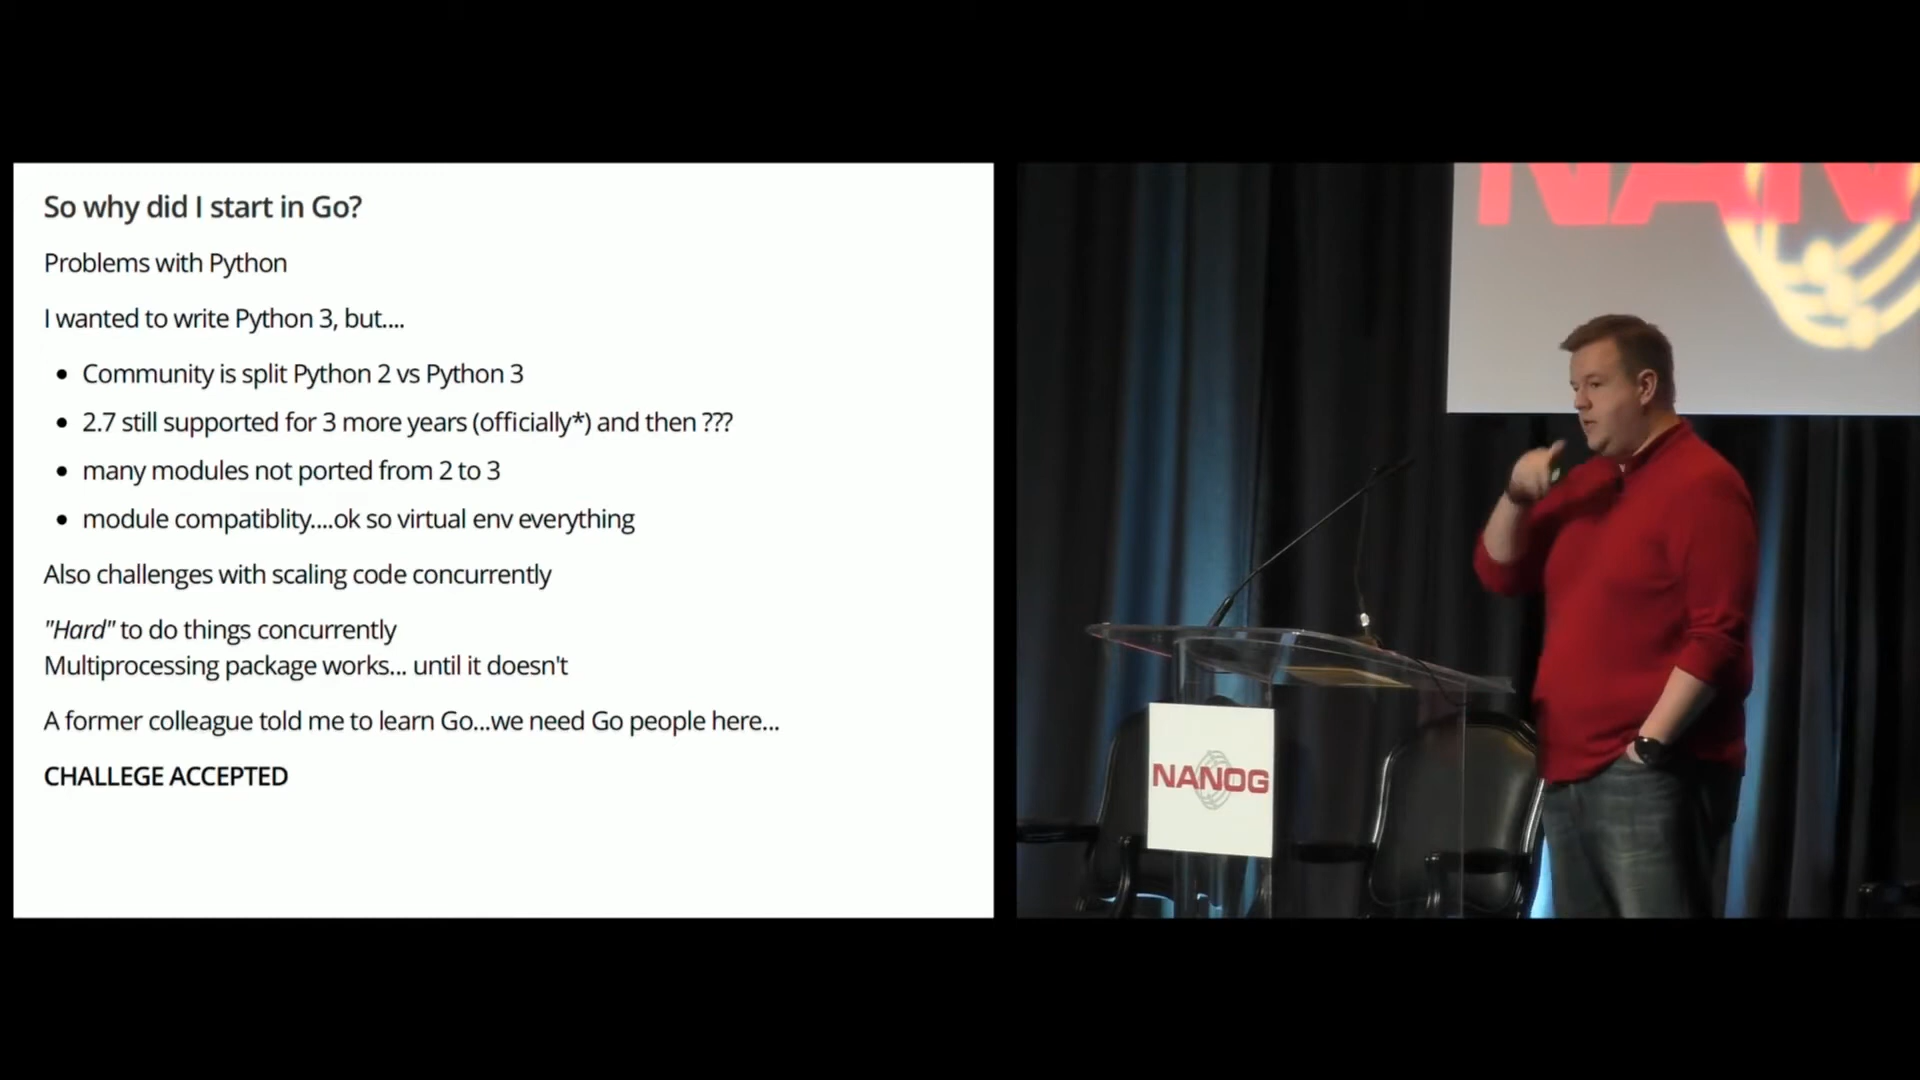 So why did I start in Go?
Problems with Python
I wanted to write Python 3, but....
• Community is split Python 2 vs Python 3
• 2.7 still supported for 3 more years (officially*) and then ???
• many modules not ported from 2 to 3
• module compatiblity....ok so virtual env everything
Also challenges with scaling code concurrently
"Hard" to do things concurrently
Multiprocessing package works... until it doesn't
A former colleague told me to learn Go...we need Go people here...
CHALLEGE ACCEPTED
NANOG